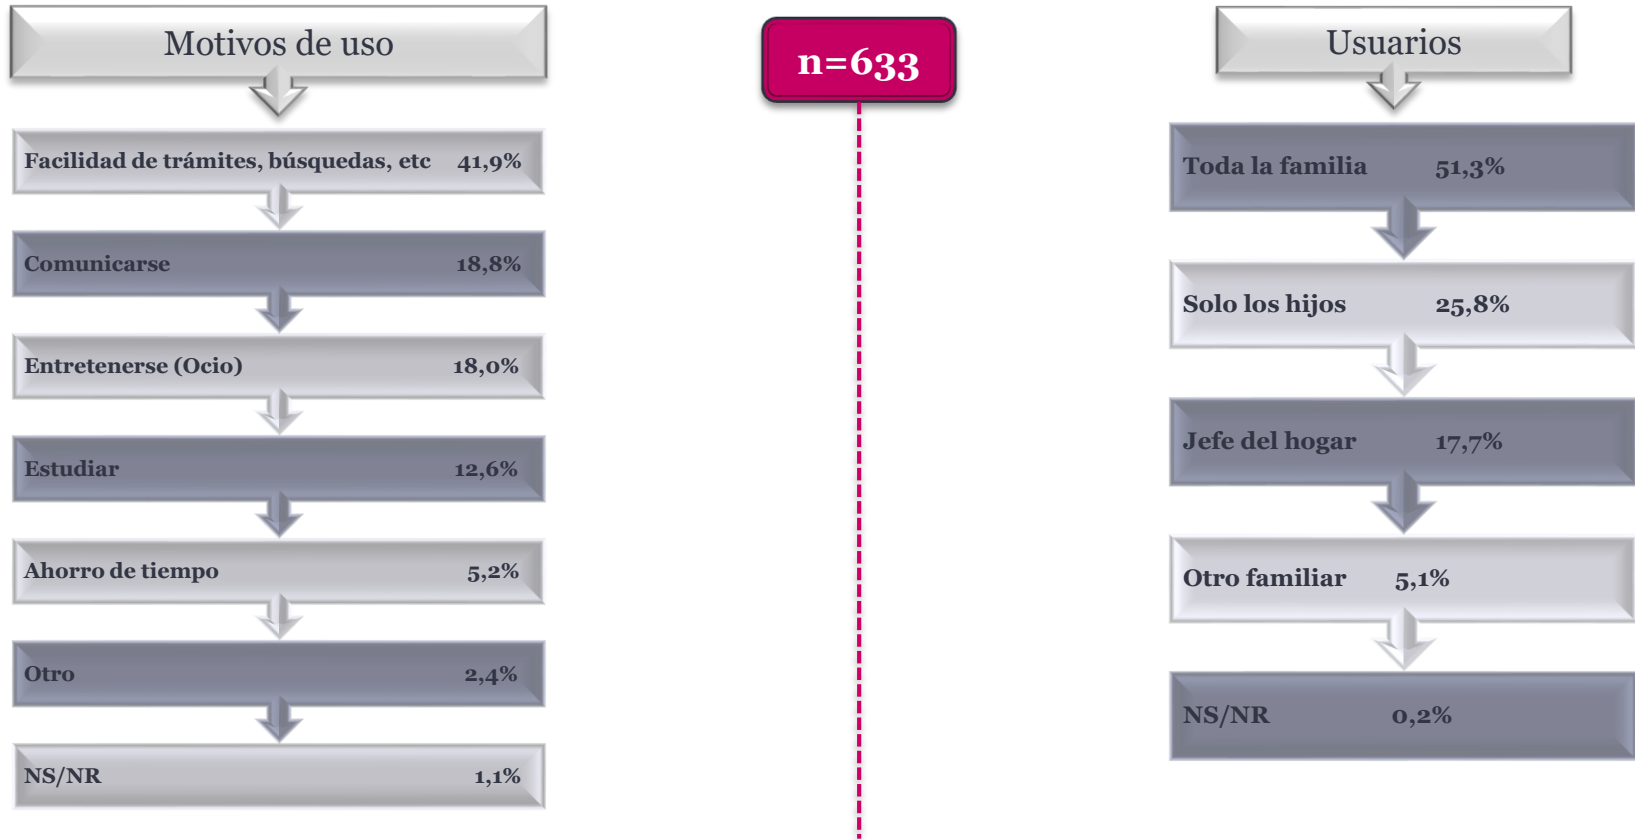 Motivos de uso
Facilidad de trámites, búsquedas, etc 41,9%
Comunicarse 18,8%
Entretenerse (Ocio) 18,0%
Estudiar 12,6%
Ahorro de tiempo 5,2%
Otro 2,4%
NS/NR 1,1%
n=633
Usuarios
Toda la familia 51,3%
Solo los hijos 25,8%
Jefe del hogar 17,7%
Otro familiar 5,1%
NS/NR 0,2%